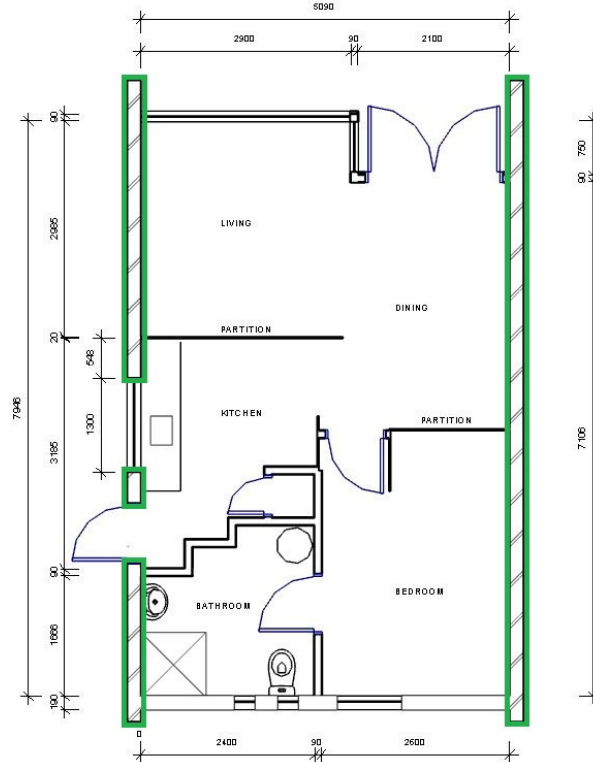 5090
2900 90 2100
90
750
90
2985
LIVING
DINING
PARTITION
20
548
7946
1300
KITCHEN
PARTITION
7106
3185
90
BATHROOM
BEDROOM
1666
190
0
2400 90 2600